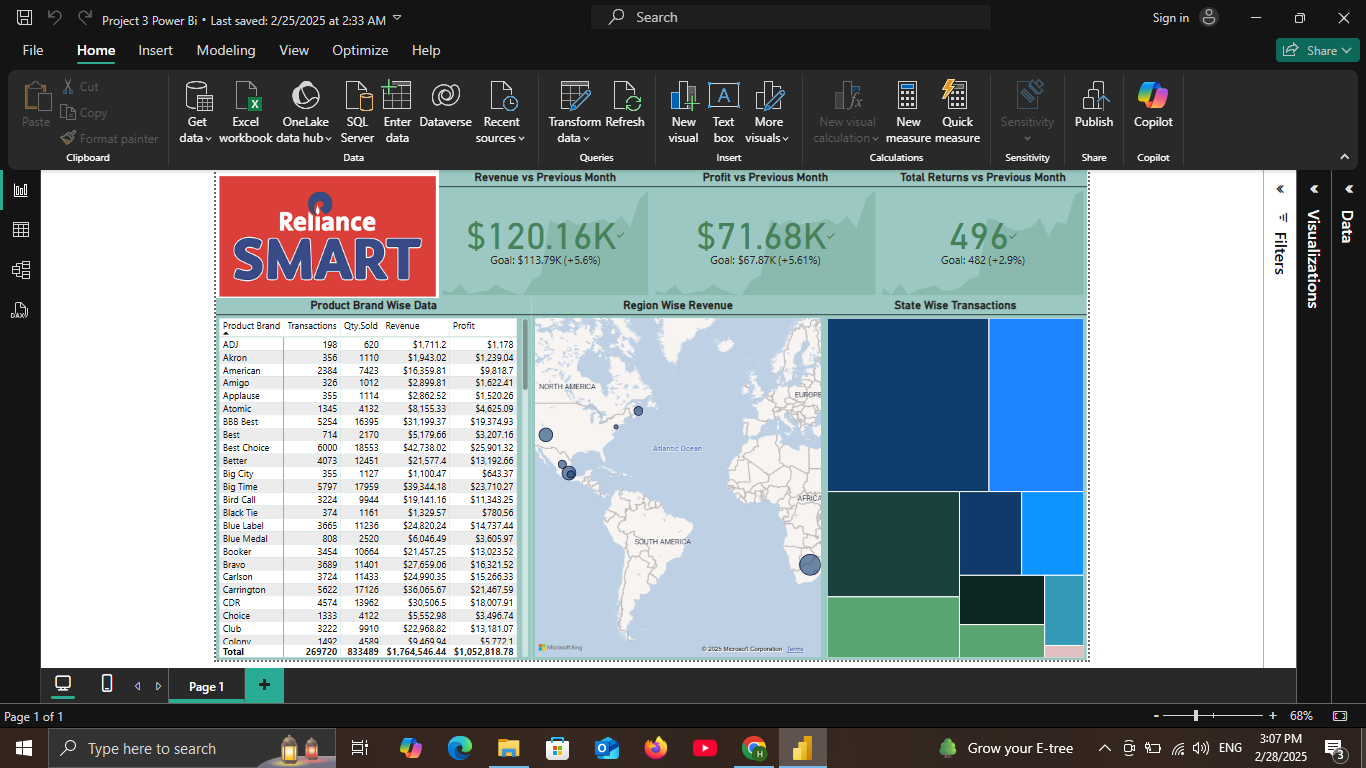 Project 3 Power Bi • Last saved: 2/25/2025 at 2:33 AM
Search
Sign in
File Home Insert Modeling View Optimize Help
Share
Paste
Cut
Copy
Format painter
Clipboard
Get data
Excel workbook
OneLake data hub
SQL Server
Enter data
Dataverse
Recent sources
Data
Transform data
Refresh
Queries
New visual
Text box
More visuals
Insert
New visual calculation
New measure
Quick measure
Calculations
Sensitivity
Sensitivity
Publish
Share
Copilot
Copilot
DAX
Reliance
SMART
Revenue vs Previous Month
$120.16K
Goal: $113.79K (+5.6%)
Profit vs Previous Month
$71.68K
Goal: $67.87K (+5.61%)
Total Returns vs Previous Month
496
Goal: 482 (+2.9%)
Product Brand Wise Data
Product Brand Transactions Qty.Sold Revenue Profit
ADJ 198 620 $1,711.2 $1,178
Akron 356 1110 $1,943.02 $1,239.04
American 2384 7423 $16,359.81 $9,818.7
Amigo 326 1012 $2,899.81 $1,622.41
Applause 355 1114 $2,862.52 $1,520.26
Atomic 1345 4132 $8,155.33 $4,625.09
BBB Best 5254 16395 $31,199.37 $19,374.93
Best 714 2170 $5,179.66 $3,207.16
Best Choice 6000 18553 $42,738.02 $25,901.32
Better 4073 12451 $21,577.4 $13,192.66
Big City 355 1127 $1,100.47 $643.37
Big Time 5797 17959 $39,344.18 $23,710.27
Bird Call 3224 9944 $19,141.16 $11,343.25
Black Tie 374 1161 $1,329.57 $780.56
Blue Label 3665 11236 $24,820.24 $14,737.44
Blue Medal 808 2520 $6,046.49 $3,605.97
Booker 3454 10664 $21,457.25 $13,023.52
Bravo 3689 11401 $27,659.06 $16,321.52
Carlson 3724 11433 $24,990.35 $15,266.33
Carrington 5622 17126 $36,065.67 $21,467.59
CDR 4574 13962 $30,506.5 $18,007.91
Choice 1333 4122 $5,552.98 $3,496.74
Club 3222 9910 $22,968.82 $13,181.07
Colony 1492 4589 $9,469.94 $5,772.1
Total 269720 833489 $1,764,546.44 $1,052,818.78
Region Wise Revenue
NORTH AMERICA
EUROPE
Atlantic Ocean
AFRICA
SOUTH AMERICA
Microsoft Bing
© 2025 Microsoft Corporation Terms
State Wise Transactions
Filters
Visualizations
Data
Page 1
Page 1 of 1
68%
Type here to search
Grow your E-tree
ENG
3:07 PM
2/28/2025
3